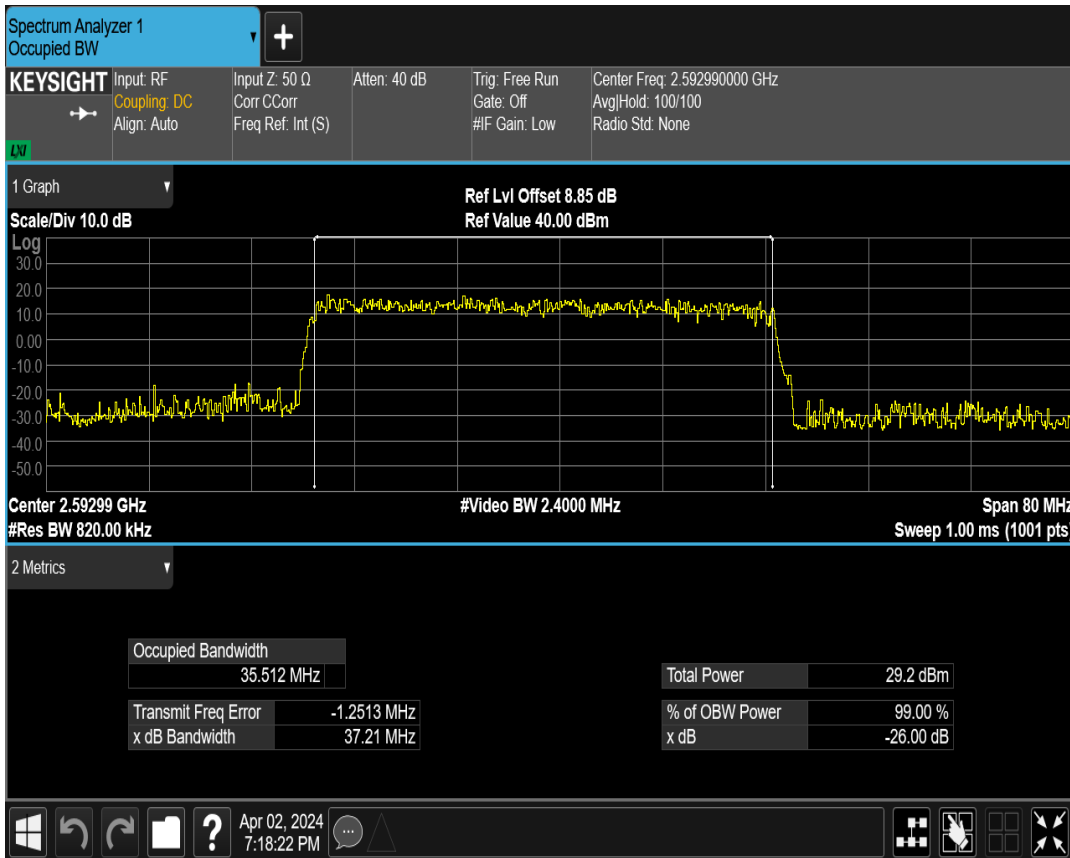 Spectrum Analyzer 1
Occupied BW
+
KEYSIGHT
LXI
Input: RF
Coupling: DC
Align: Auto
Input Z: 50 Ω
Corr CCorr
Freq Ref: Int (S)
Atten: 40 dB
Trig: Free Run
Gate: Off
#IF Gain: Low
Center Freq: 2.592990000 GHz
Avg|Hold: 100/100
Radio Std: None
1 Graph
Scale/Div 10.0 dB
Ref Lvl Offset 8.85 dB
Ref Value 40.00 dBm
Log
30.0
20.0
10.0
0.00
-10.0
-20.0
-30.0
-40.0
-50.0
Center 2.59299 GHz
#Video BW 2.4000 MHz
Span 80 MHz
#Res BW 820.00 kHz
Sweep 1.00 ms (1001 pts)
2 Metrics
Occupied Bandwidth
35.512 MHz
Total Power 29.2 dBm
Transmit Freq Error -1.2513 MHz
% of OBW Power 99.00 %
x dB Bandwidth 37.21 MHz
x dB -26.00 dB
?
Apr 02, 2024
7:18:22 PM